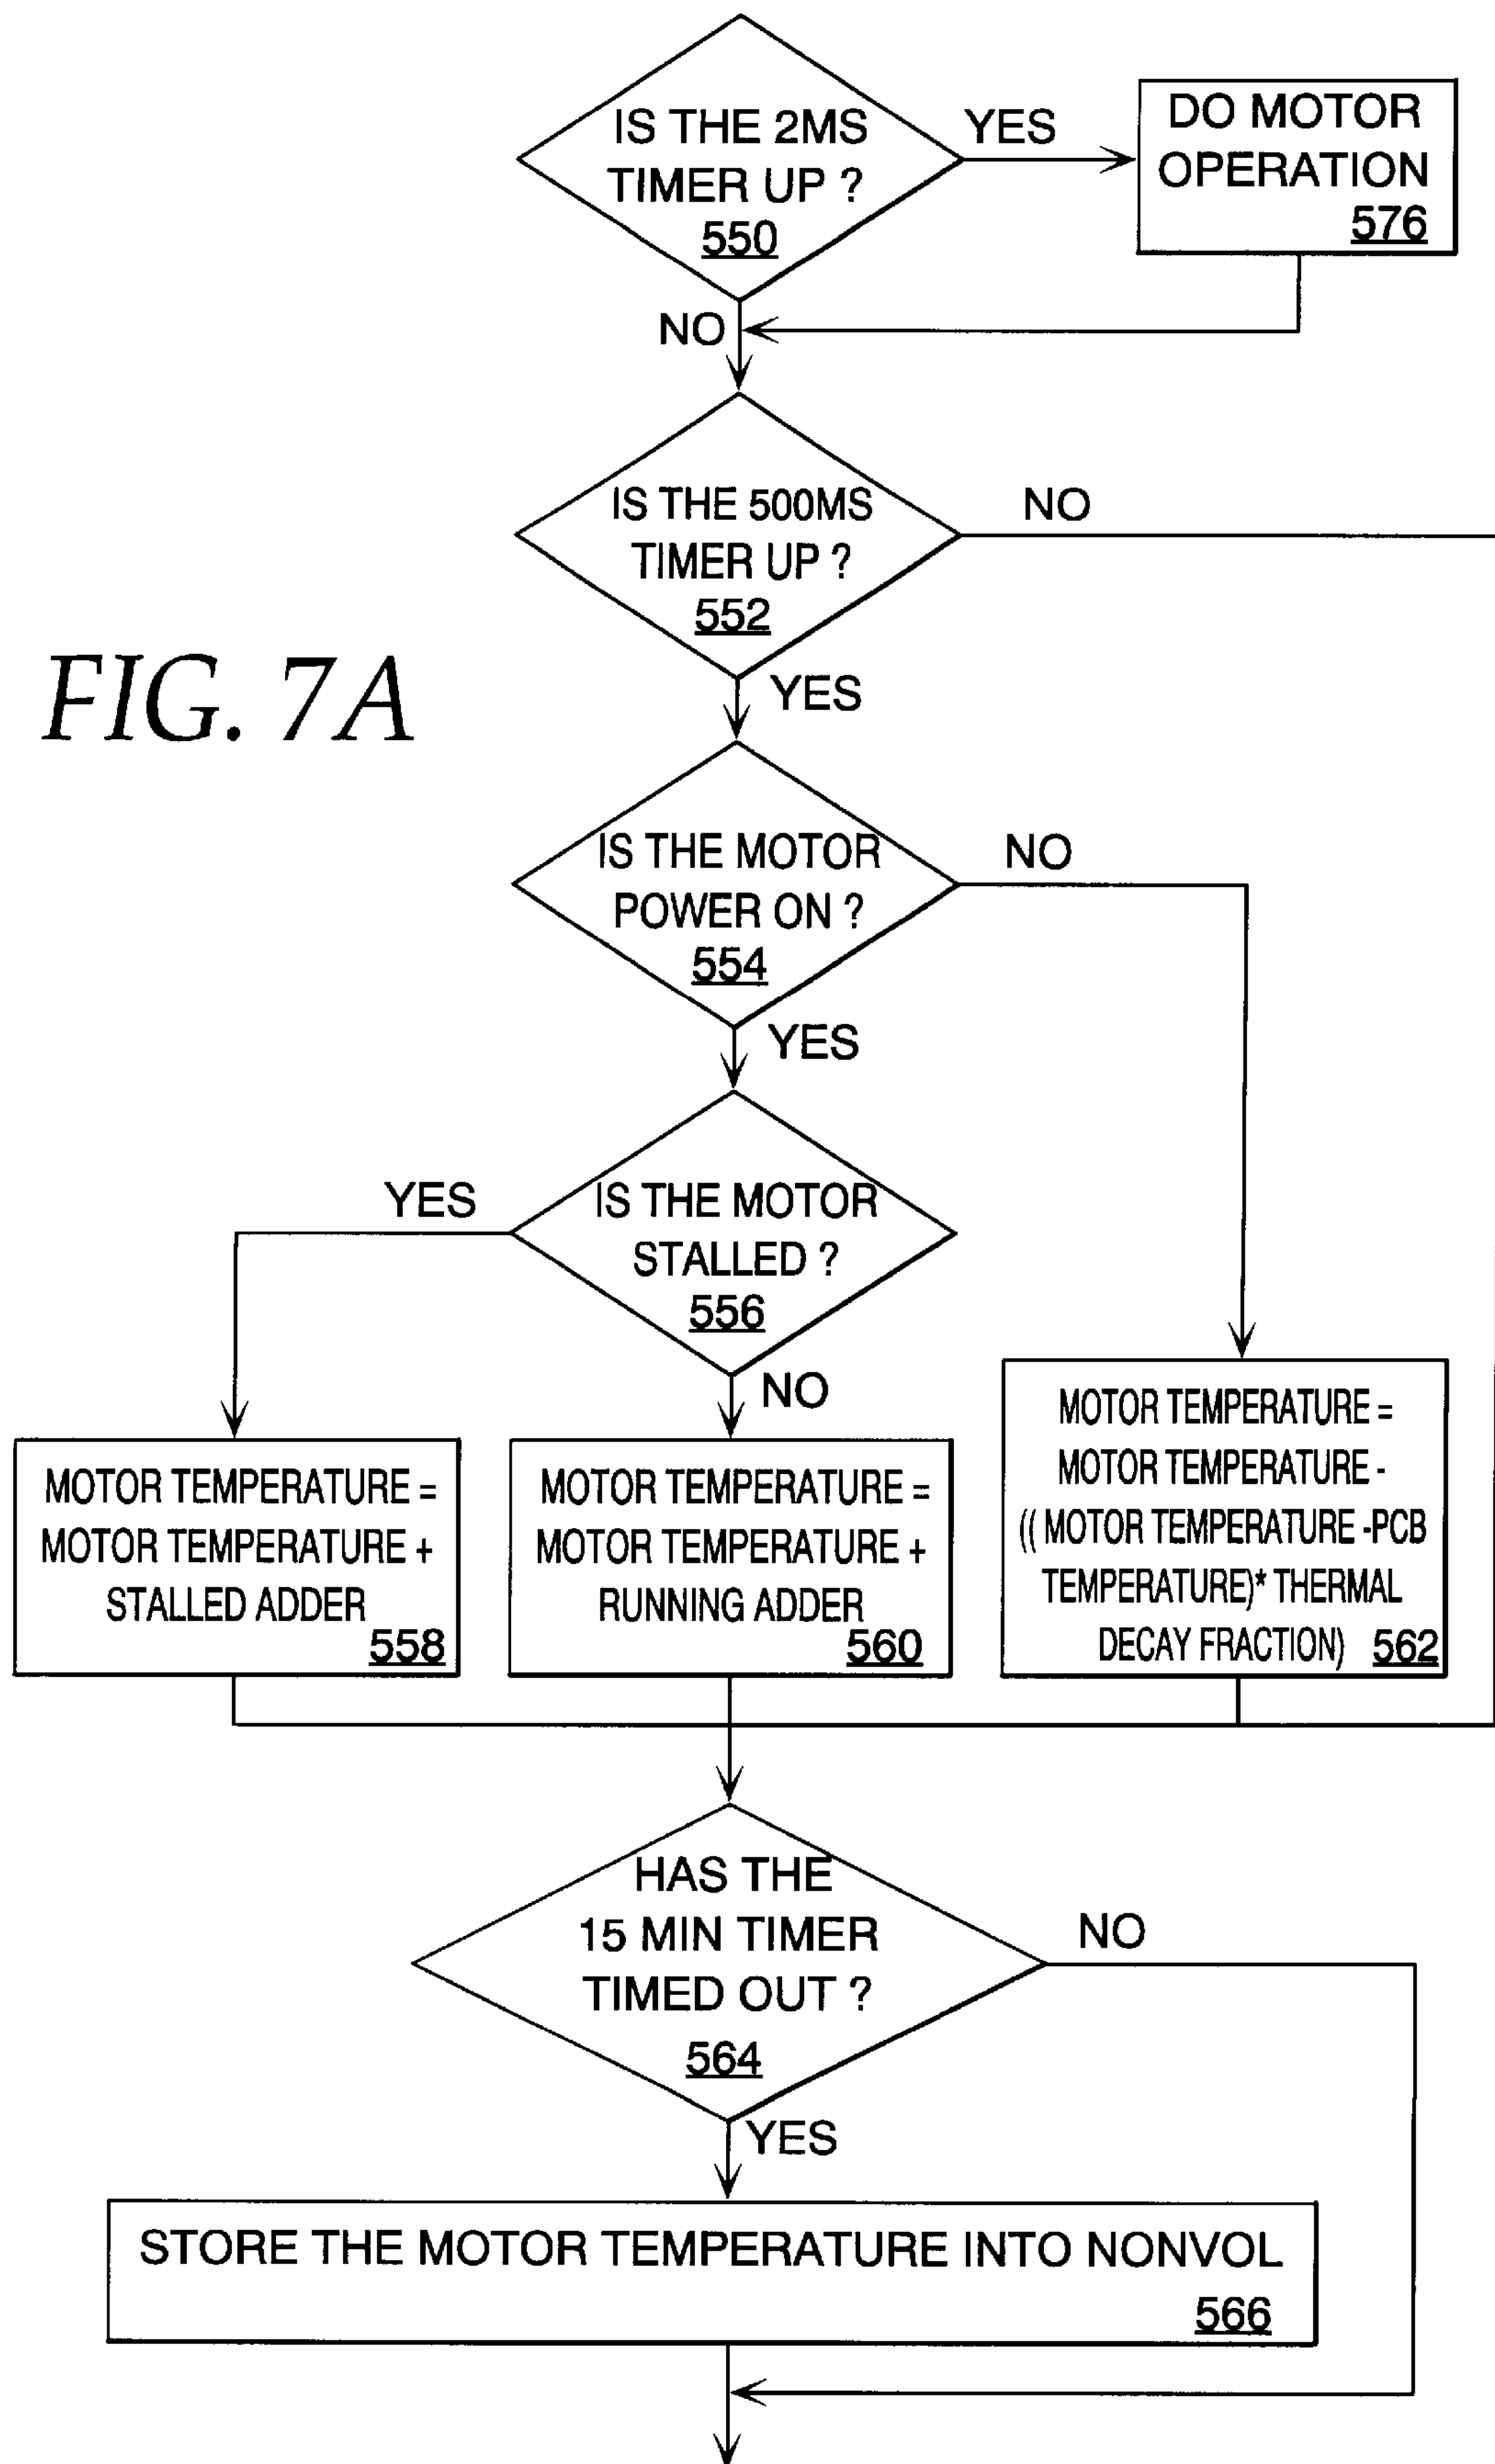 IS THE 2MS
TIMER UP ?
550
YES
DO MOTOR
OPERATION
576
NO
IS THE 500MS
TIMER UP ?
552
NO
YES
FIG. 7A
IS THE MOTOR
POWER ON ?
554
NO
YES
IS THE MOTOR
STALLED ?
556
YES
NO
MOTOR TEMPERATURE =
MOTOR TEMPERATURE +
STALLED ADDER
558
MOTOR TEMPERATURE =
MOTOR TEMPERATURE +
RUNNING ADDER
560
MOTOR TEMPERATURE =
MOTOR TEMPERATURE -
(( MOTOR TEMPERATURE -PCB
TEMPERATURE)* THERMAL
DECAY FRACTION)
562
HAS THE
15 MIN TIMER
TIMED OUT ?
564
NO
YES
STORE THE MOTOR TEMPERATURE INTO NONVOL
566